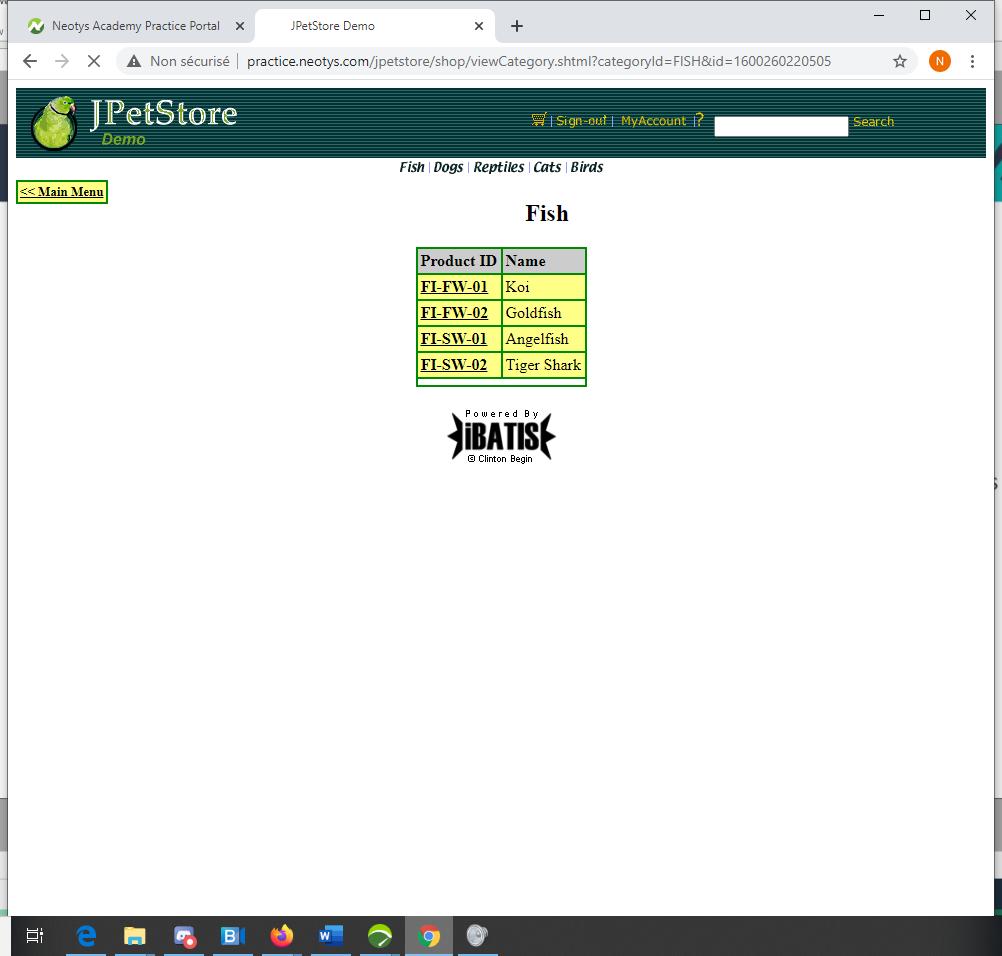 Neotys Academy Practice Portal
JPetStore Demo
Non sécurisé | practice.neotys.com/jpetstore/shop/viewCategory.shtml?categoryId=FISH&id=1600260220505
N
JPetStore
Demo
| Sign-out | MyAccount | ? Search
Fish | Dogs | Reptiles | Cats | Birds
<< Main Menu
Fish
Product ID Name
FI-FW-01 Koi
FI-FW-02 Goldfish
FI-SW-01 Angelfish
FI-SW-02 Tiger Shark
Powered By
iBATIS
© Clinton Begin